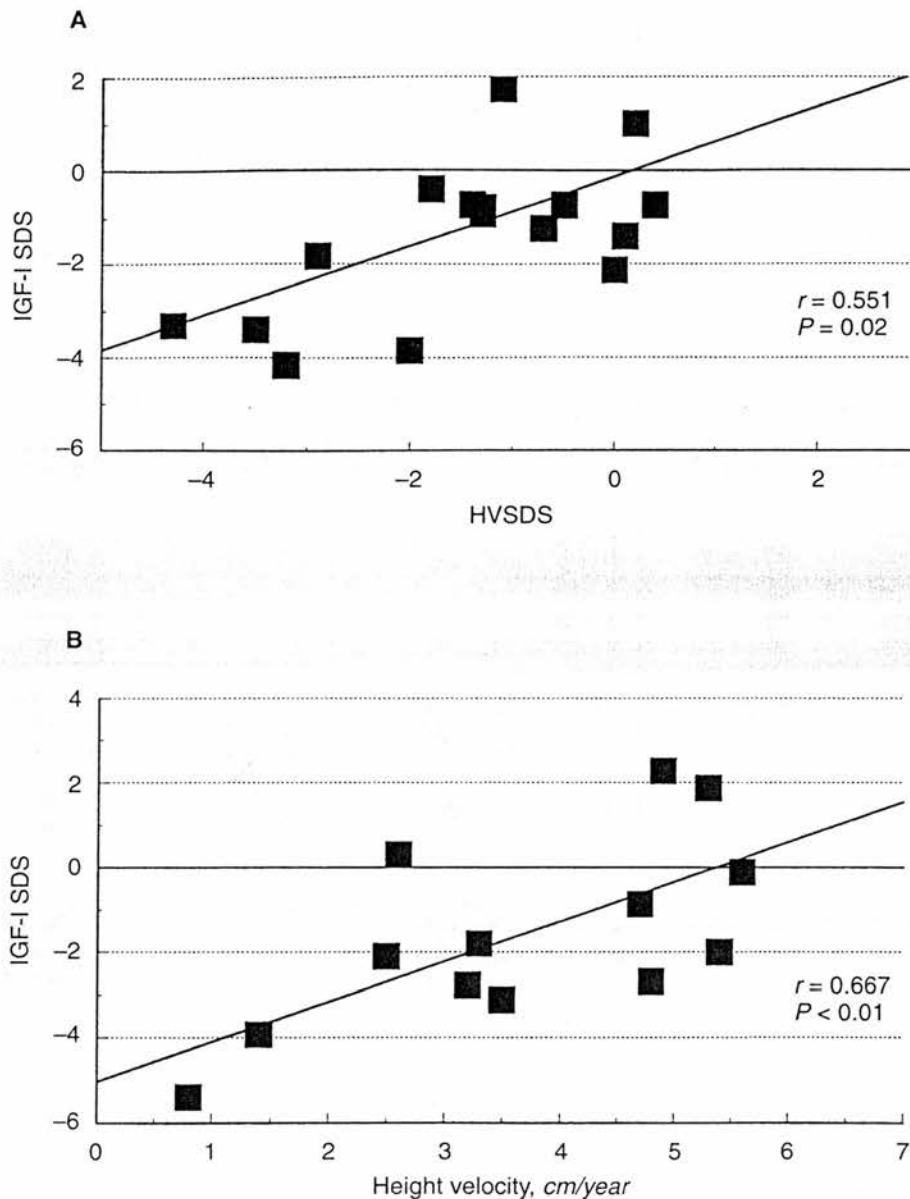 A
2
0
−2
−4
−6
IGF-I SDS
r = 0.551
P = 0.02
−4 −2 0 2
HVSDS
B
4
2
0
−2
−4
−6
IGF-I SDS
r = 0.667
P < 0.01
0 1 2 3 4 5 6 7
Height velocity, cm/year